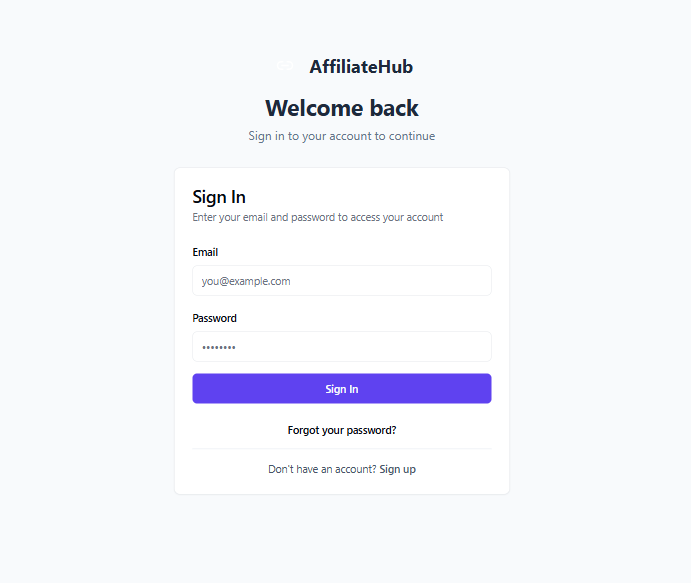 AffiliateHub
Welcome back
Sign in to your account to continue
Sign In
Enter your email and password to access your account
Email
you@example.com
Password
••••••••
Sign In
Forgot your password?
Don't have an account? Sign up